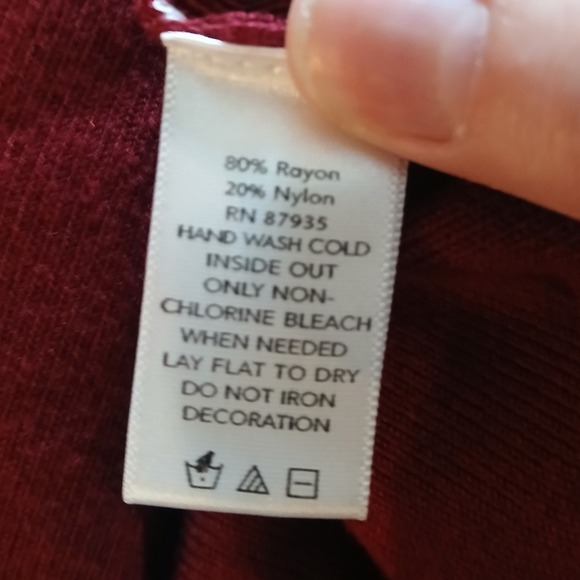 80% Rayon
20% Nylon
RN 87935
HAND WASH COLD
INSIDE OUT
ONLY NON-
CHLORINE BLEACH
WHEN NEEDED
LAY FLAT TO DRY
DO NOT IRON
DECORATION